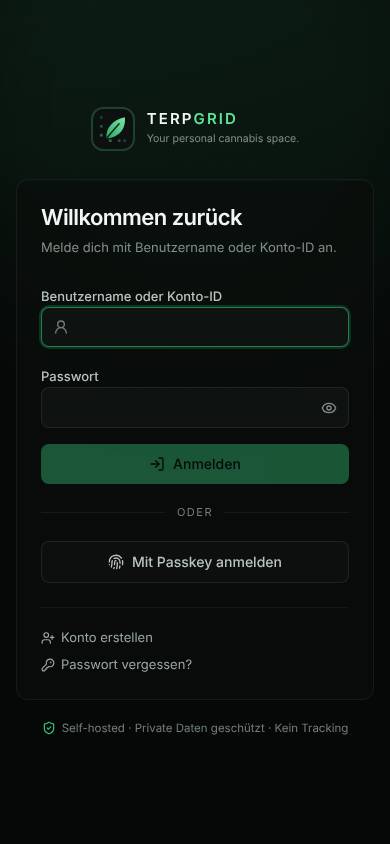 TERPGRID
Your personal cannabis space.
Willkommen zurück
Melde dich mit Benutzername oder Konto-ID an.
Benutzername oder Konto-ID
Passwort
Anmelden
ODER
Mit Passkey anmelden
Konto erstellen
Passwort vergessen?
Self-hosted · Private Daten geschützt · Kein Tracking